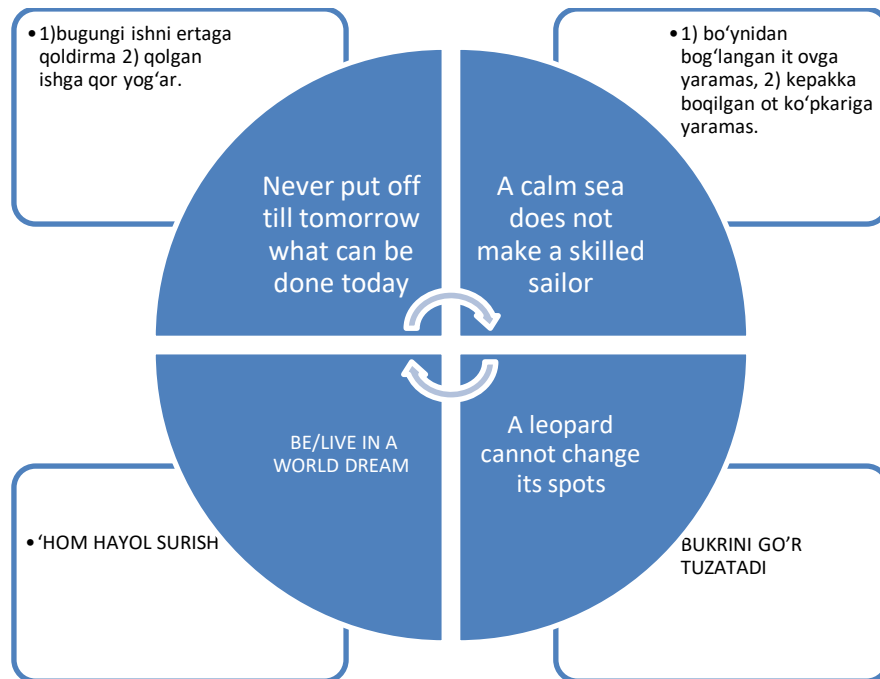 •1)bugungi ishni ertaga
qoldirma 2) qolgan
ishga qor yog‘ar.
Never put off
till tomorrow
what can be
done today
• 1) bo‘ynidan
bog‘langan it ovga
yaramas, 2) kepakka
boqilgan ot ko‘pkariga
yaramas.
A calm sea
does not
make a skilled
sailor
BE/LIVE IN A
WORLD DREAM
•‘HOM HAYOL SURISH
A leopard
cannot change
its spots
BUKRINI GO’R
TUZATADI